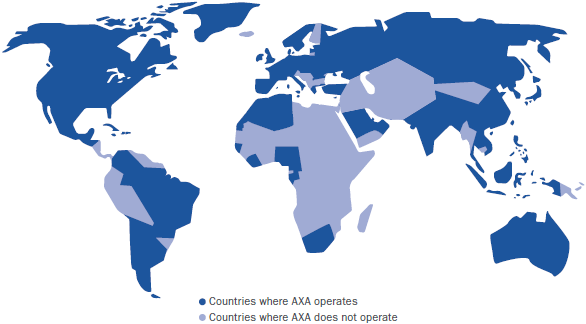 Countries where AXA operates
Countries where AXA does not operate